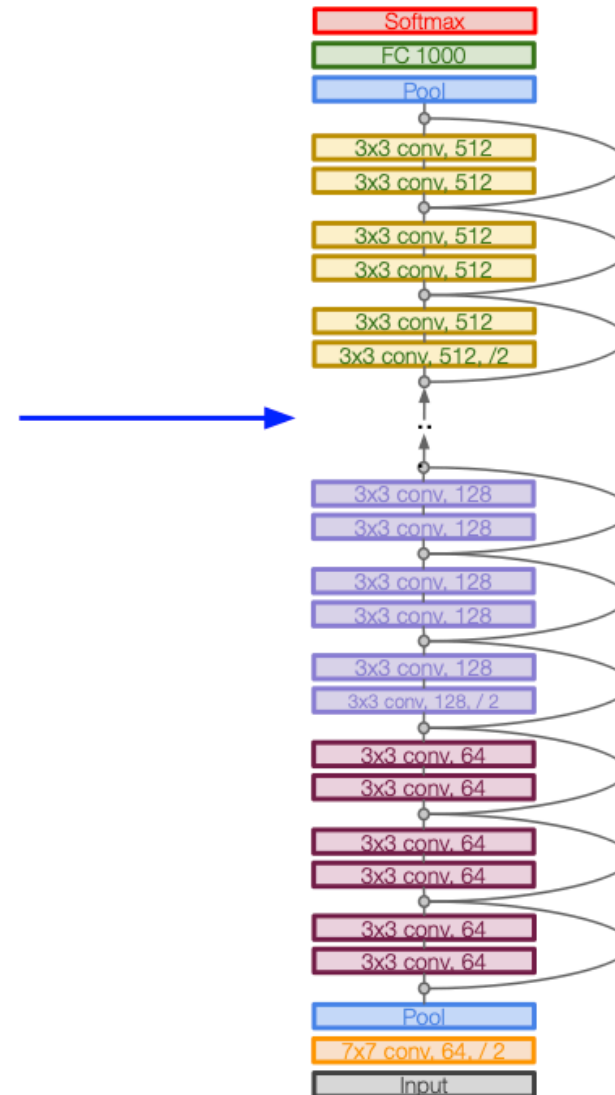 Softmax
FC 1000
Pool
3x3 conv, 512
3x3 conv, 512
3x3 conv, 512
3x3 conv, 512
3x3 conv, 512
3x3 conv, 512, /2
..
3x3 conv, 128
3x3 conv, 128
3x3 conv, 128
3x3 conv, 128
3x3 conv, 128
3x3 conv, 128, / 2
3x3 conv, 64
3x3 conv, 64
3x3 conv, 64
3x3 conv, 64
3x3 conv, 64
3x3 conv, 64
Pool
7x7 conv, 64, / 2
Input